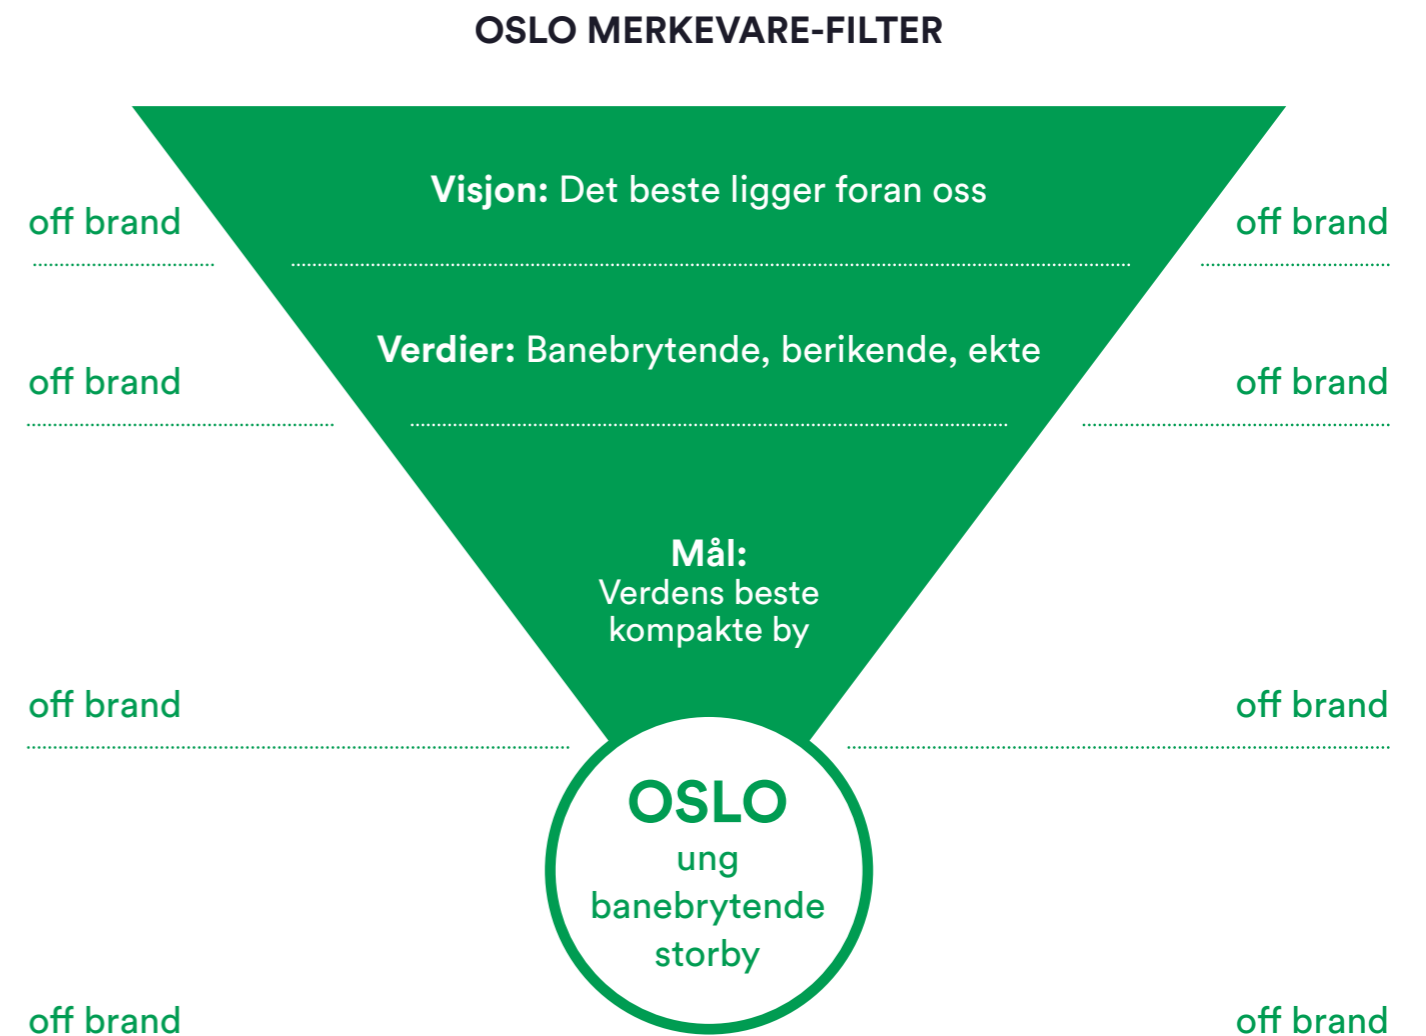 OSLO MERKEVARE-FILTER
Visjon: Det beste ligger foran oss
off brand
off brand
Verdier: Banebrytende, berikende, ekte
off brand
off brand
Mål:
Verdens beste
kompakte by
off brand
off brand
OSLO
ung
banebrytende
storby
off brand
off brand